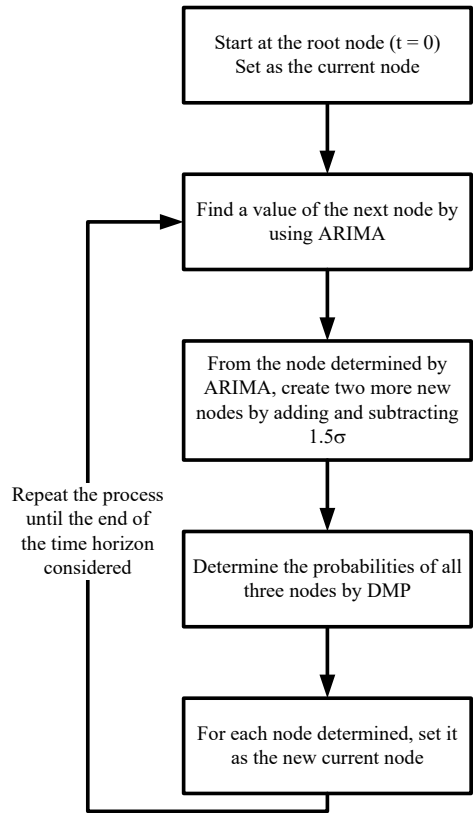 Start at the root node (t = 0)
Set as the current node
Find a value of the next node by
using ARIMA
From the node determined by
ARIMA, create two more new
nodes by adding and subtracting
1.5σ
Repeat the process
until the end of
the time horizon
considered
Determine the probabilities of all
three nodes by DMP
For each node determined, set it
as the new current node